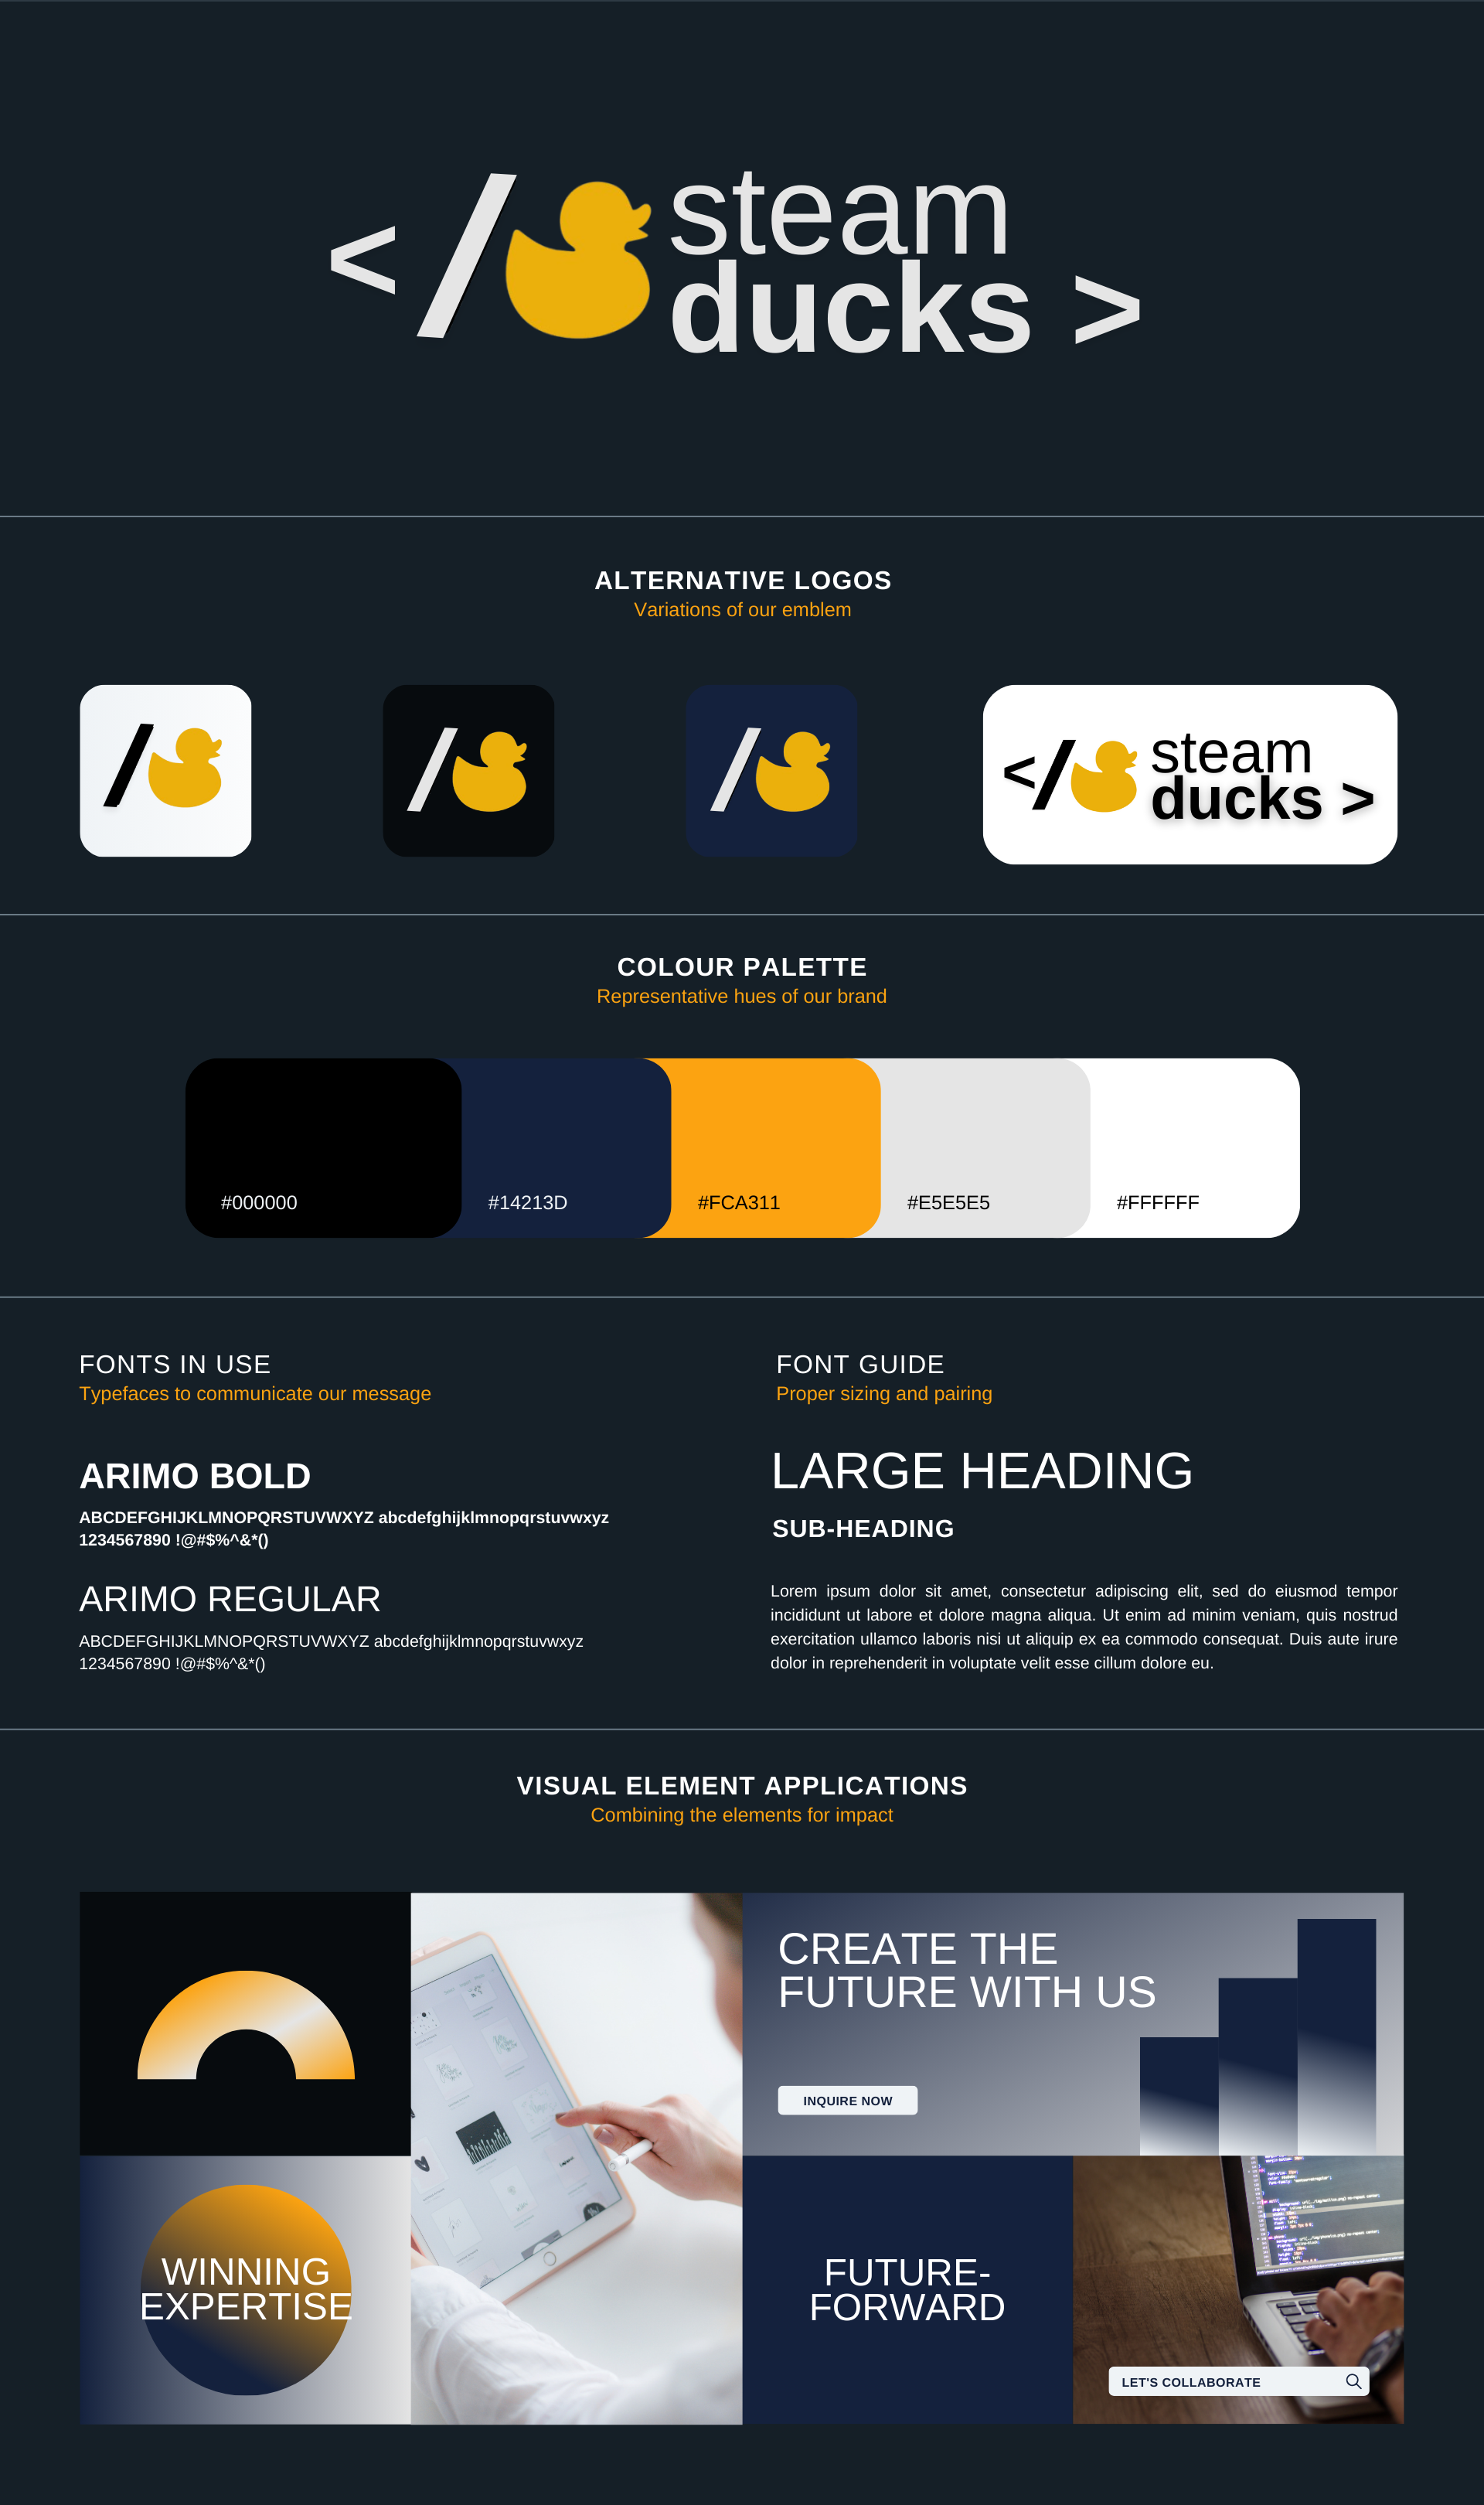 </ steam
ducks >
ALTERNATIVE LOGOS
Variations of our emblem
/
/
/
</ steam
ducks >
COLOUR PALETTE
Representative hues of our brand
#000000
#14213D
#FCA311
#E5E5E5
#FFFFFF
FONTS IN USE
Typefaces to communicate our message
ARIMO BOLD
ABCDEFGHIJKLMNOPQRSTUVWXYZ abcdefghijklmnopqrstuvwxyz
1234567890 !@#$%^&*()
ARIMO REGULAR
ABCDEFGHIJKLMNOPQRSTUVWXYZ abcdefghijklmnopqrstuvwxyz
1234567890 !@#$%^&*()
FONT GUIDE
Proper sizing and pairing
LARGE HEADING
SUB-HEADING
Lorem ipsum dolor sit amet, consectetur adipiscing elit, sed do eiusmod tempor
incididunt ut labore et dolore magna aliqua. Ut enim ad minim veniam, quis nostrud
exercitation ullamco laboris nisi ut aliquip ex ea commodo consequat. Duis aute irure
dolor in reprehenderit in voluptate velit esse cillum dolore eu.
VISUAL ELEMENT APPLICATIONS
Combining the elements for impact
CREATE THE
FUTURE WITH US
INQUIRE NOW
WINNING
EXPERTISE
FUTURE-
FORWARD
LET'S COLLABORATE